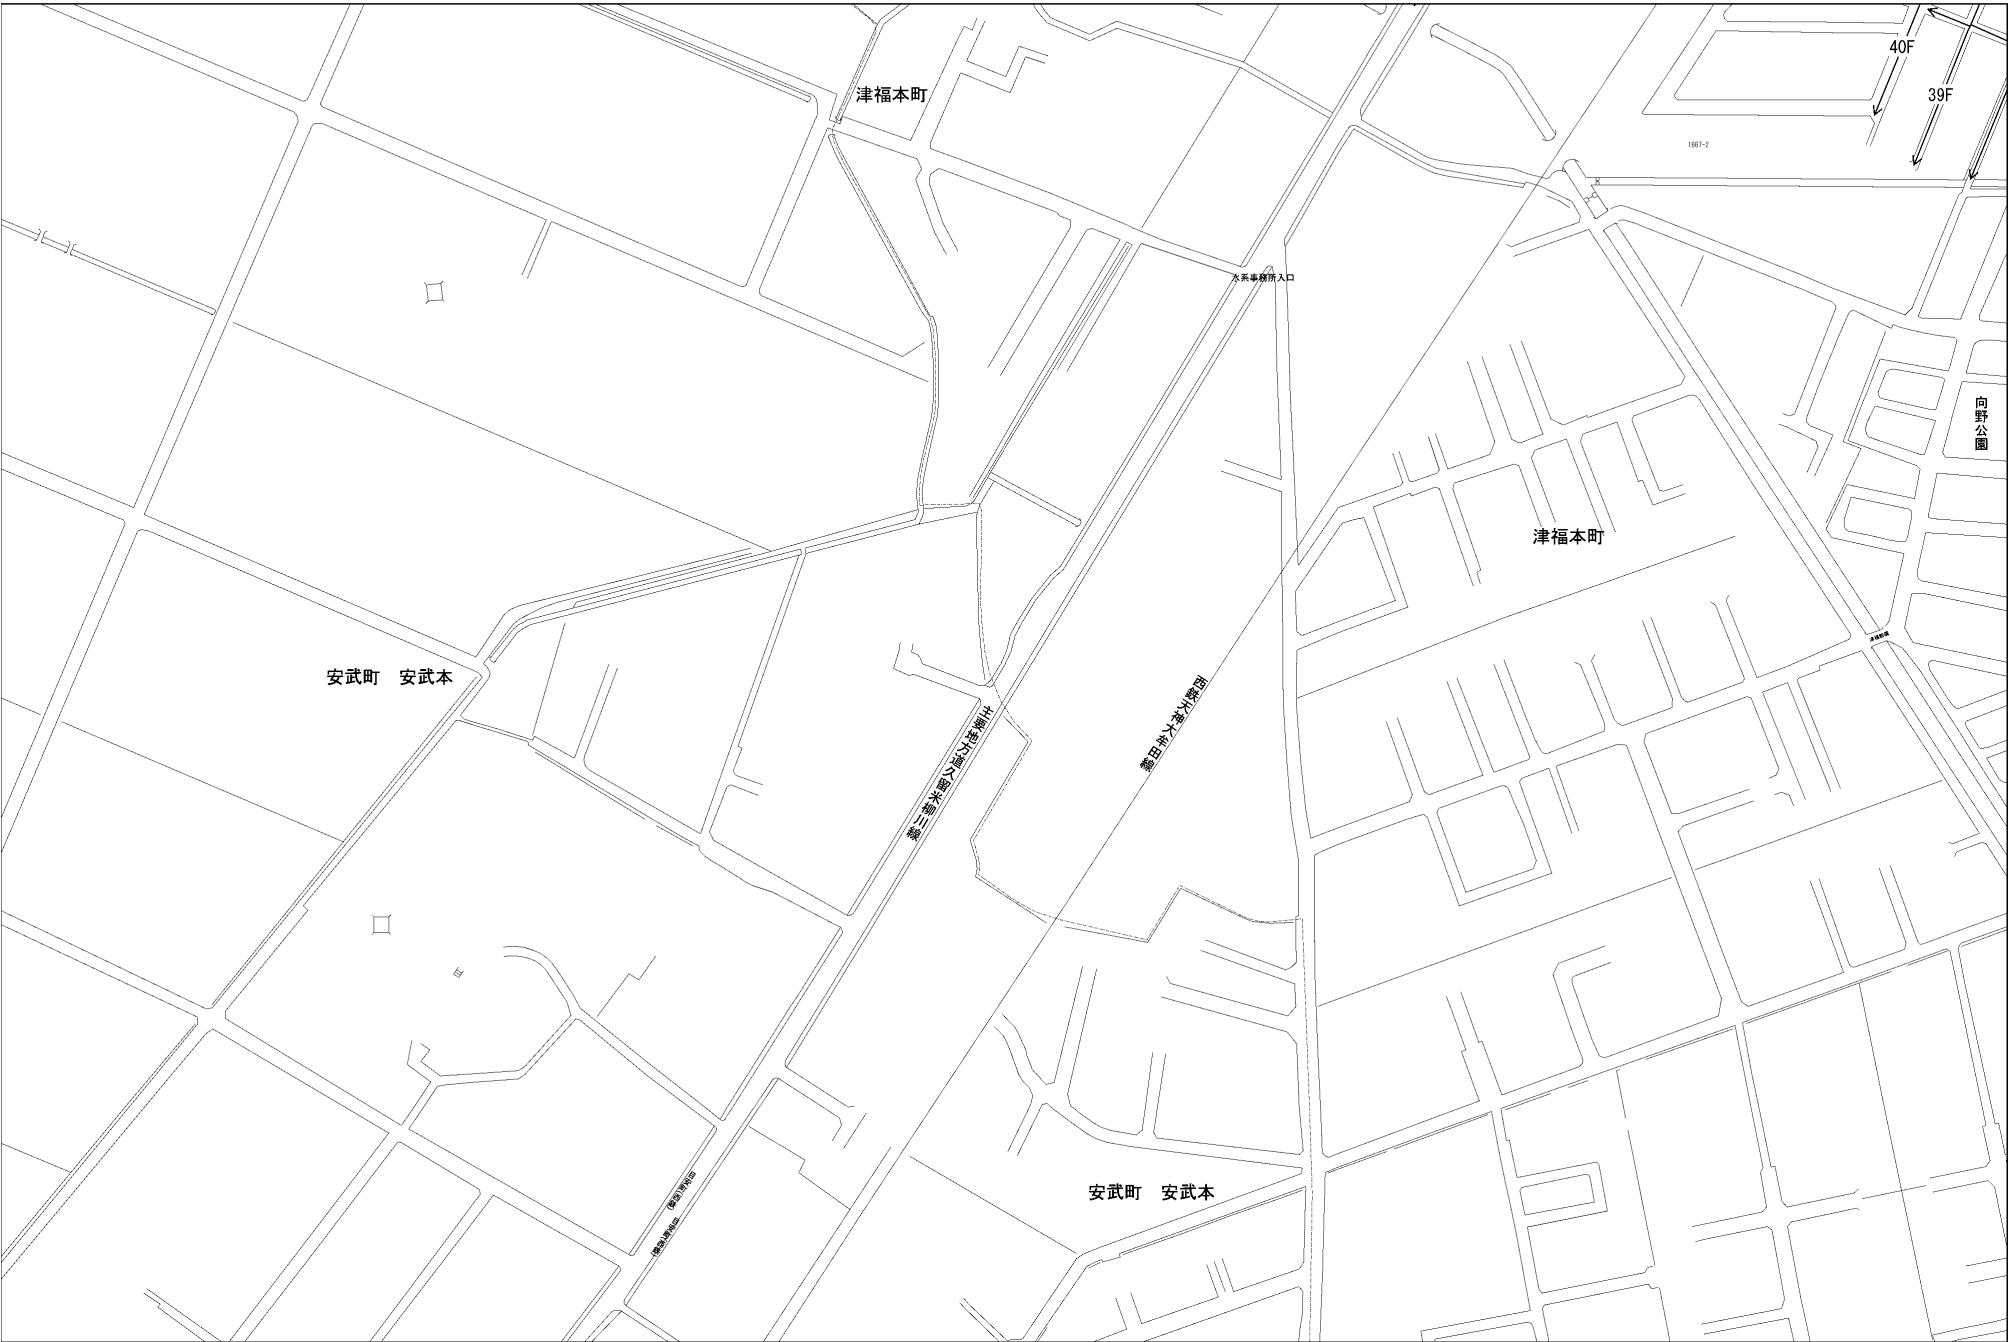 40F
津福本町
39F
1667-2
水系事務所入口
向野公園
津福本町
安武町　安武本
西鉄天神大牟田線
主要地方道久留米柳川線
安武町　安武本